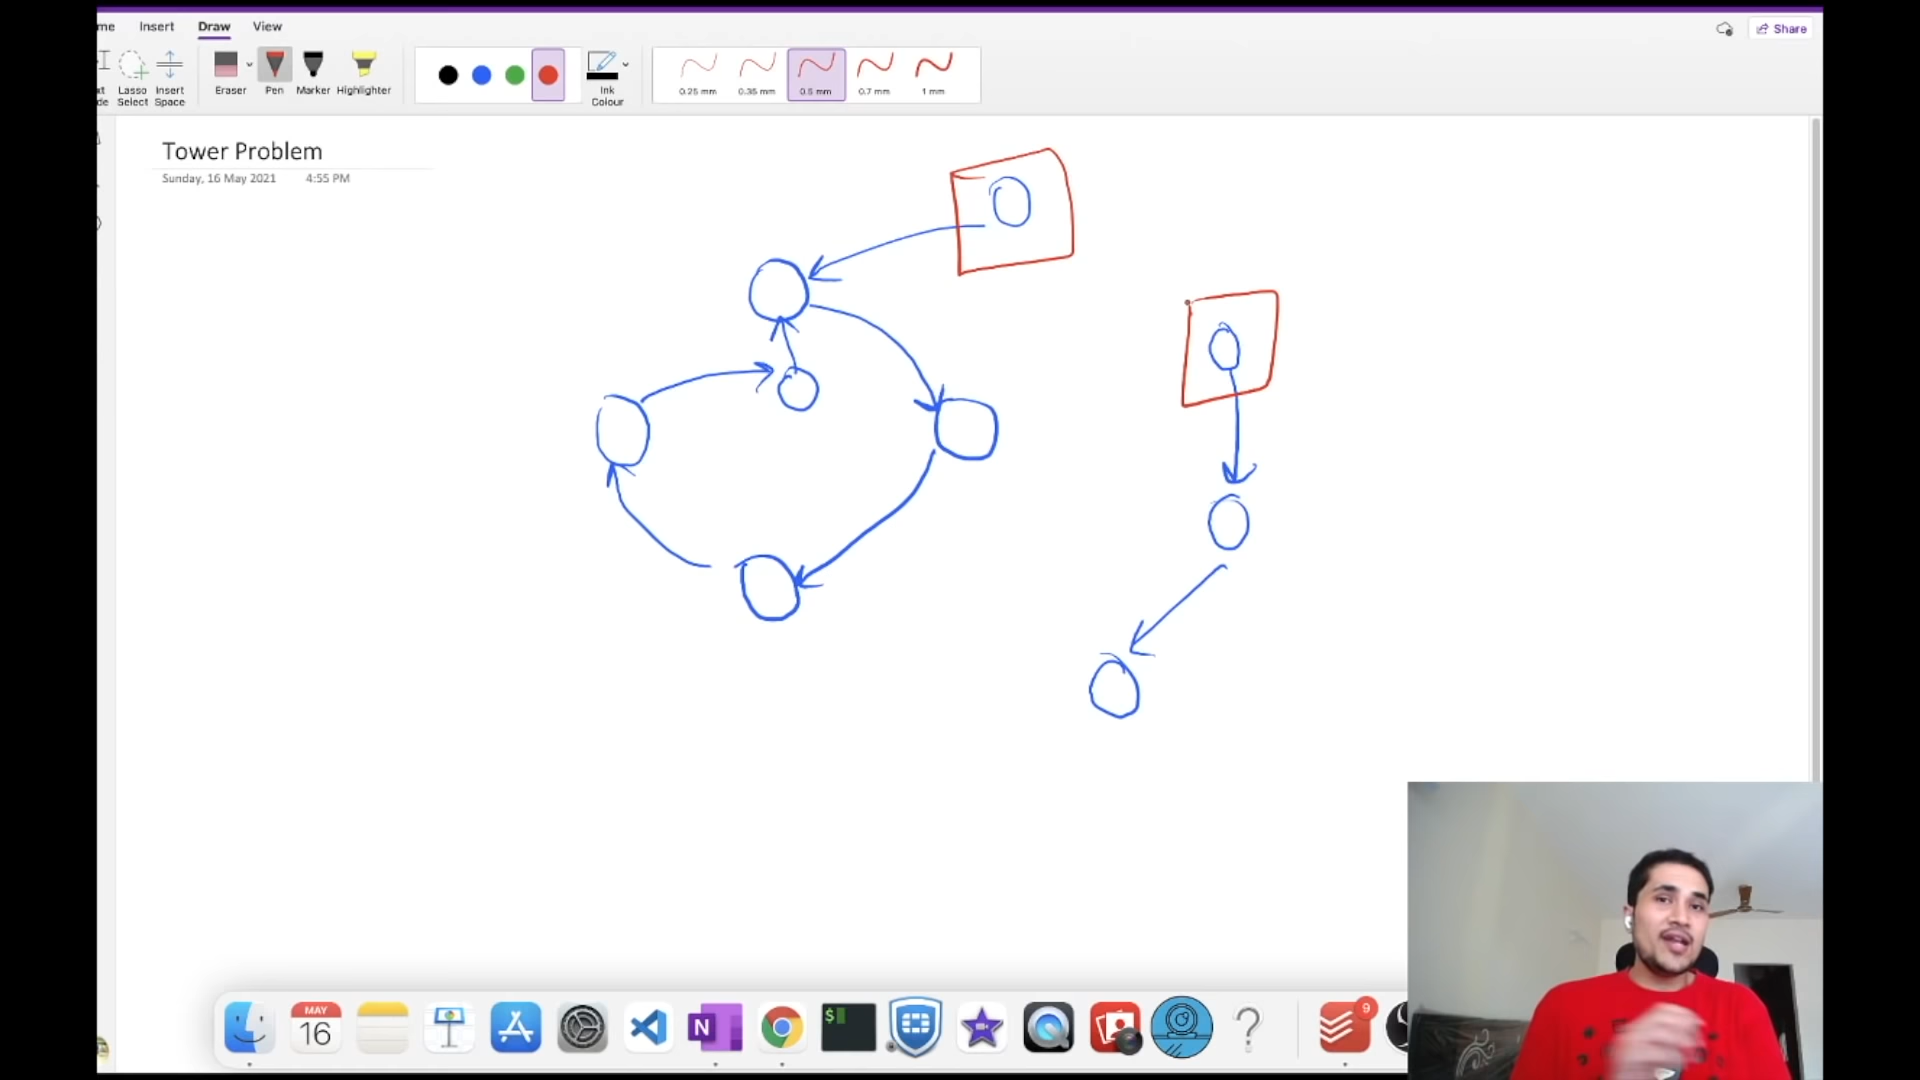 me Insert Draw View
Share
Lasso Select
Insert Space
Eraser
Pen
Marker
Highlighter
Ink Colour
0.25 mm
0.35 mm
0.5 mm
0.7 mm
1 mm
Tower Problem
Sunday, 16 May 2021 4:55 PM
MAY
16
N
$
?
9